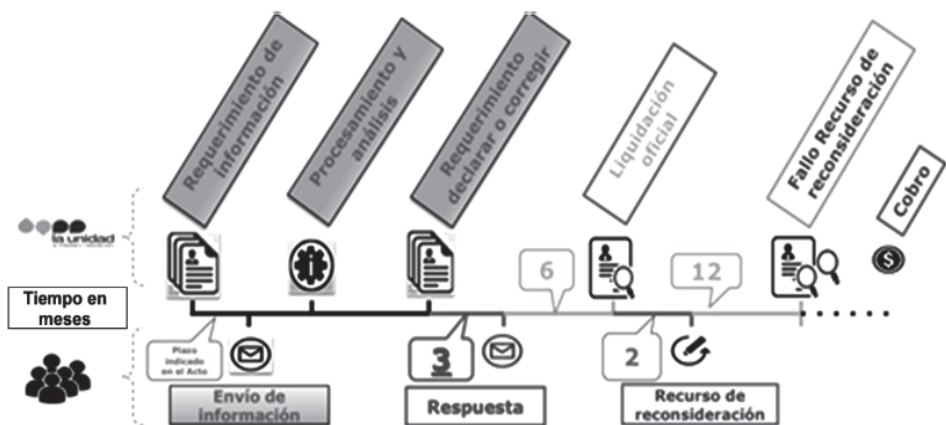 Requerimiento de
información
Procesamiento y
análisis
Requerimiento
declarar o corregir
Liquidación
oficial
Fallo Recurso de
reconsideración
Cobro
la unidad
6
12
Tiempo en
meses
Plazo
indicado
en el Acto
3
2
Envío de
información
Respuesta
Recurso de
reconsideración